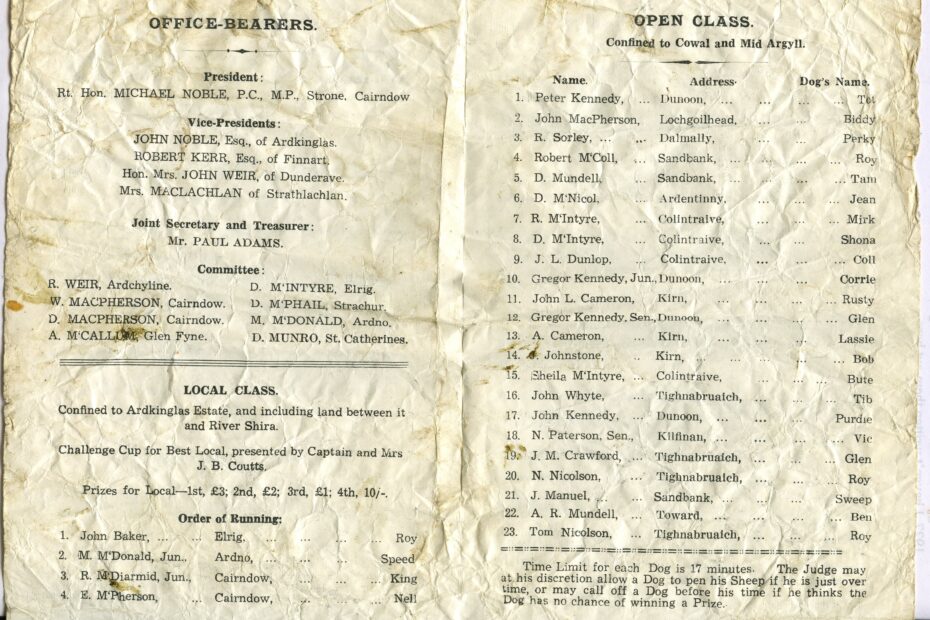 OFFICE-BEARERS.
President:
Rt. Hon. MICHAEL NOBLE, P.C., M.P., Strone, Cairndow
Vice-Presidents:
JOHN NOBLE, Esq., of Ardkinglas.
ROBERT KERR, Esq., of Finnart.
Hon. Mrs. JOHN WEIR, of Dunderave.
Mrs. MACLACHLAN of Strathlachlan.
Joint Secretary and Treasurer:
Mr. PAUL ADAMS.
Committee:
R. WEIR, Ardchyline. D. M'INTYRE, Elrig.
W. MACPHERSON, Cairndow. D. M'PHAIL, Strachur.
D. MACPHERSON, Cairndow. M. M'DONALD, Ardno.
A. M'CALLUM, Glen Fyne. D. MUNRO, St. Catherines.
LOCAL CLASS.
Confined to Ardkinglas Estate, and including land between it
and River Shira.
Challenge Cup for Best Local, presented by Captain and Mrs
J. B. Coutts.
Prizes for Local—1st, £3; 2nd, £2; 3rd, £1; 4th, 10/-.
Order of Running:
1. John Baker, ... ... Elrig. ... ... ... Roy
2. M. M'Donald, Jun., Ardno, ... ... ... Speed
3. R. M'Diarmid, Jun., Cairndow, ... ... King
4. E. M'Pherson, ... Cairndow, ... ... Nell
OPEN CLASS.
Confined to Cowal and Mid Argyll.
Name. Address. Dog's Name.
1. Peter Kennedy, ... Dunoon, ... ... ... Tot
2. John MacPherson, Lochgoilhead, ... ... Biddy
3. R. Sorley, ... ... Dalmally, ... ... Perky
4. Robert M'Coll, ... Sandbank, ... ... ... Roy
5. D. Mundell, ... Sandbank, ... ... ... Tam
6. D. M'Nicol, ... Ardentinny, ... ... Jean
7. R. M'Intyre, ... Colintraive, ... ... Mirk
8. D. M'Intyre, ... Colintraive, ... ... Shona
9. J. L. Dunlop, ... Colintraive, ... ... Coll
10. Gregor Kennedy, Jun., Dunoon, ... ... ... Corrie
11. John L. Cameron, Kirn, ... ... ... Rusty
12. Gregor Kennedy, Sen., Dunoon, ... ... ... Glen
13. A. Cameron, ... Kirn, ... ... ... Lassie
14. Johnstone, ... Kirn, ... ... ... Bob
15. Sheila M'Intyre, ... Colintraive, ... ... Bute
16. John Whyte, ... Tighnabruaich, ... ... Tib
17. John Kennedy, ... Dunoon, ... ... ... Purdie
18. N. Paterson, Sen., Kilfinan, ... ... ... Vic
19. J. M. Crawford, ... Tighnabruaich, ... ... Glen
20. N. Nicolson, ... Tighnabruaich, ... ... Roy
21. J. Manuel, ... ... Sandbank, ... ... ... Sweep
22. A. R. Mundell, ... Toward, ... ... ... Ben
23. Tom Nicolson, ... Tighnabruaich, ... ... Roy
Time Limit for each Dog is 17 minutes. The Judge may
at his discretion allow a Dog to pen his Sheep if he is just over
time, or may call off a Dog before his time if he thinks the
Dog has no chance of winning a Prize.